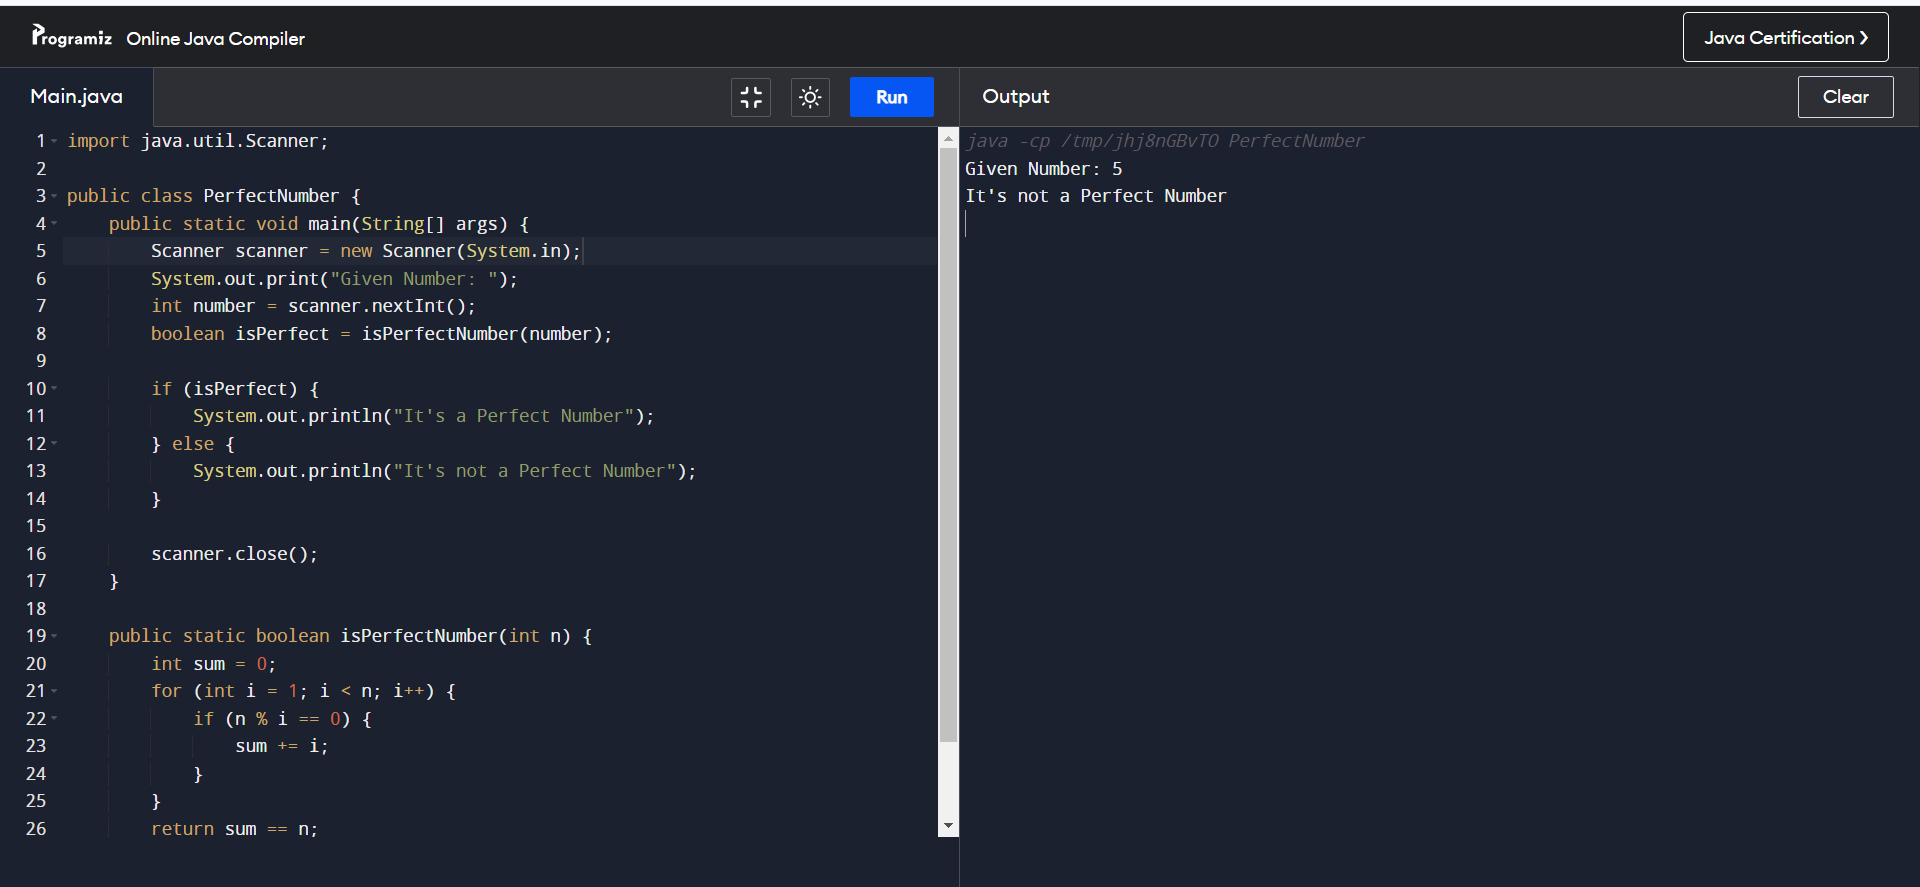 Programiz Online Java Compiler
Java Certification ❯
Main.java
Run
1 import java.util.Scanner;
2
3 public class PerfectNumber {
4     public static void main(String[] args) {
5         Scanner scanner = new Scanner(System.in);
6         System.out.print("Given Number: ");
7         int number = scanner.nextInt();
8         boolean isPerfect = isPerfectNumber(number);
9
10         if (isPerfect) {
11             System.out.println("It's a Perfect Number");
12         } else {
13             System.out.println("It's not a Perfect Number");
14         }
15
16         scanner.close();
17     }
18
19     public static boolean isPerfectNumber(int n) {
20         int sum = 0;
21         for (int i = 1; i < n; i++) {
22             if (n % i == 0) {
23                 sum += i;
24             }
25         }
26         return sum == n;
Output
Clear
java -cp /tmp/jhj8nGBvTO PerfectNumber
Given Number: 5
It's not a Perfect Number